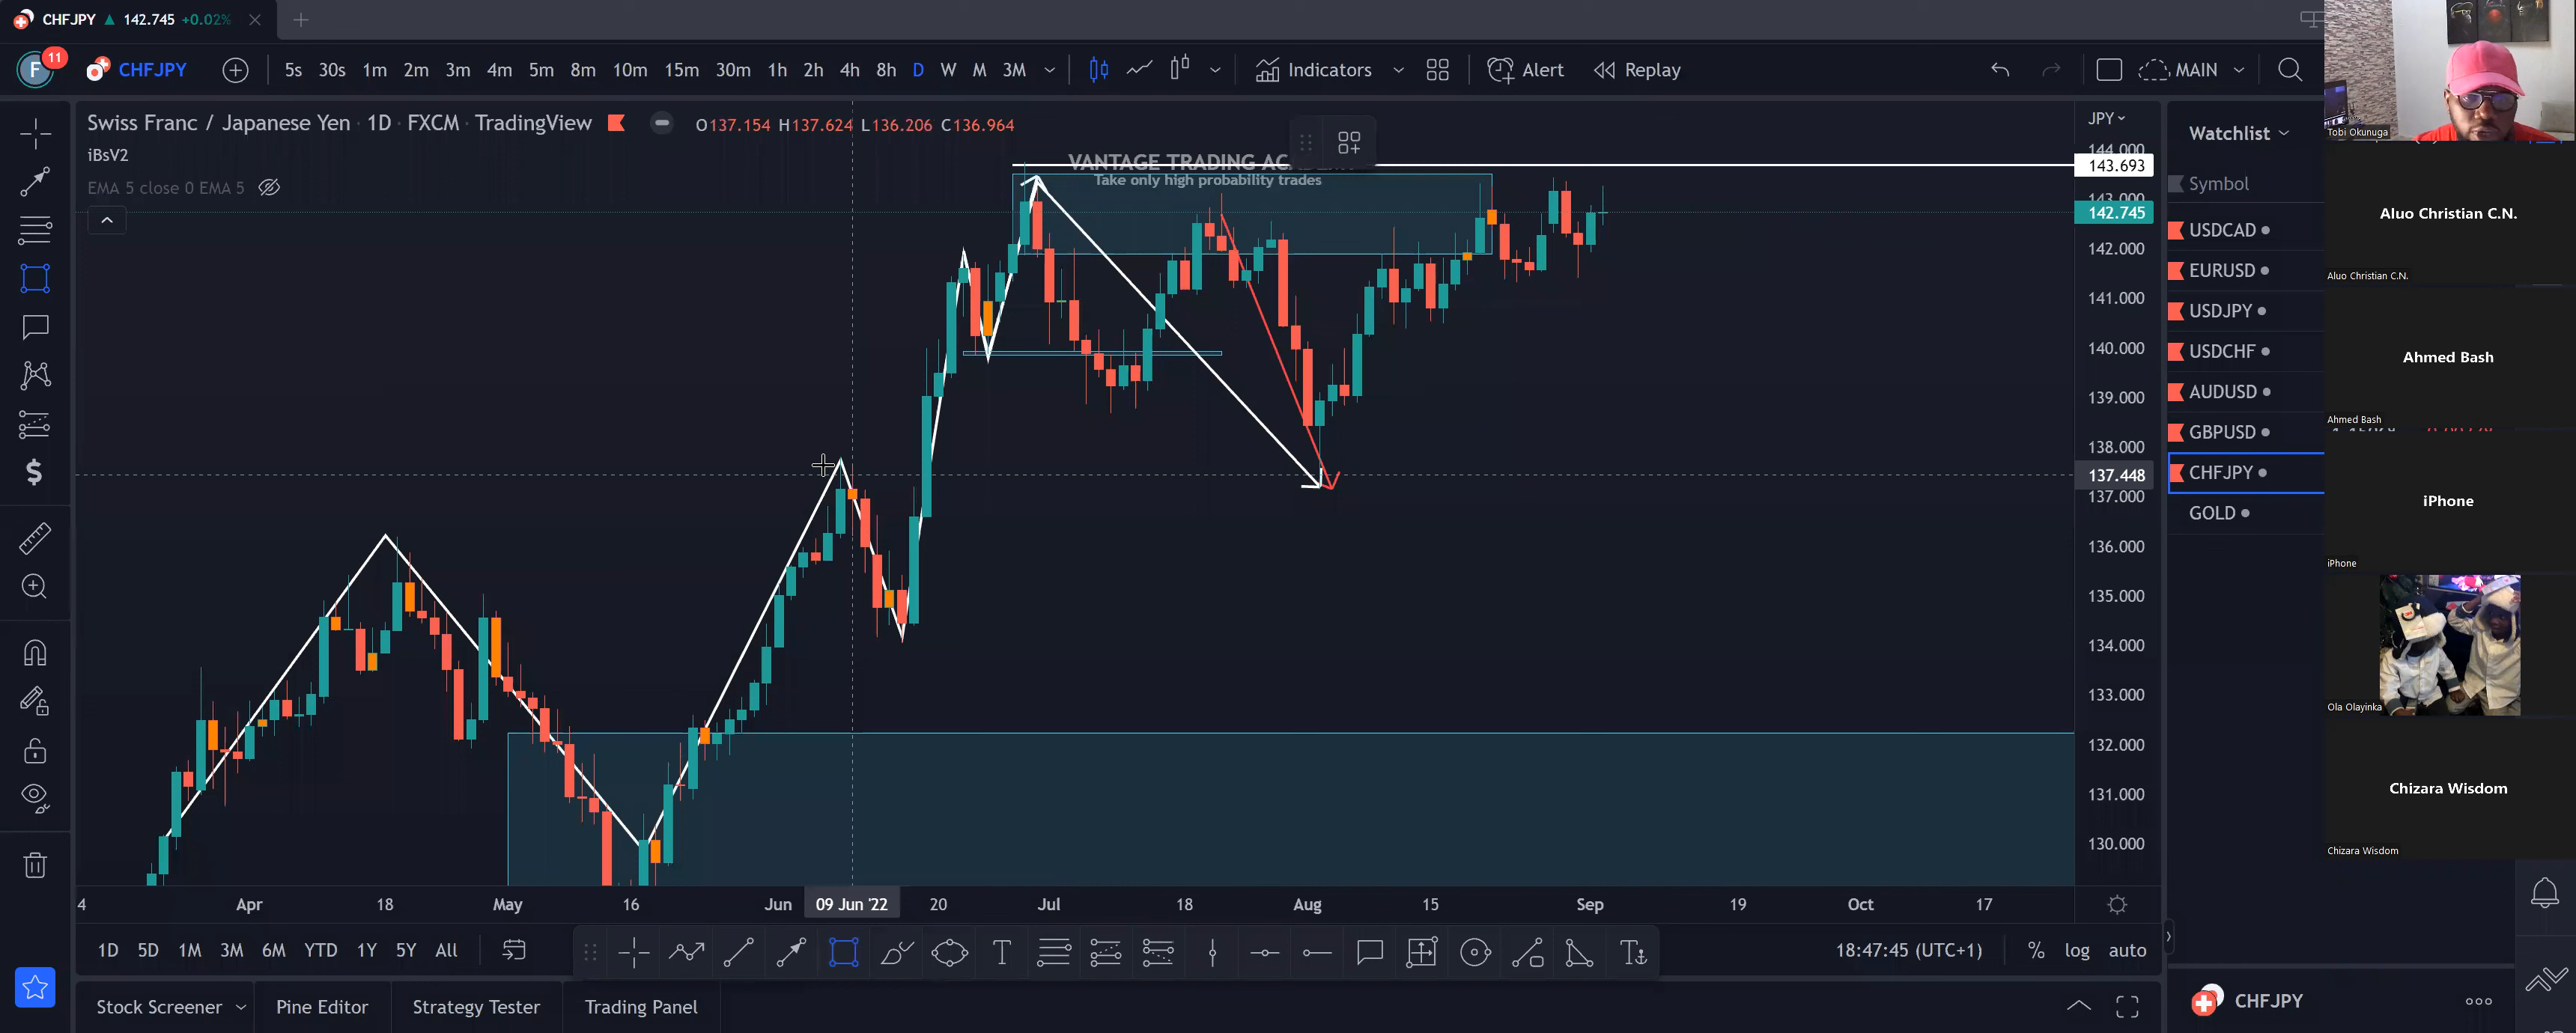 CHFJPY ▲ 142.745 +0.02%
F 11 CHFJPY 5s 30s 1m 2m 3m 4m 5m 8m 10m 15m 30m 1h 2h 4h 8h D W M 3M Indicators Alert Replay MAIN
Swiss Franc / Japanese Yen · 1D · FXCM · TradingView O137.154 H137.624 L136.206 C136.964
iBsV2
EMA 5 close 0 EMA 5
VANTAGE TRADING
Take only high probability trades
JPY
144.000
143.693
143.000
142.745
142.000
141.000
140.000
139.000
138.000
137.448
137.000
136.000
135.000
134.000
133.000
132.000
131.000
130.000
4 Apr 18 May 16 Jun 09 Jun '22 20 Jul 18 Aug 15 Sep 19 Oct 17
1D 5D 1M 3M 6M YTD 1Y 5Y All
18:47:45 (UTC+1) % log auto
Stock Screener Pine Editor Strategy Tester Trading Panel
Watchlist
Symbol
USDCAD
EURUSD
USDJPY
USDCHF
AUDUSD
GBPUSD
CHFJPY
GOLD
CHFJPY
Tobi Okunuga
Aluo Christian C.N.
Aluo Christian C.N.
Ahmed Bash
Ahmed Bash
iPhone
iPhone
Ola Olayinka
Chizara Wisdom
Chizara Wisdom